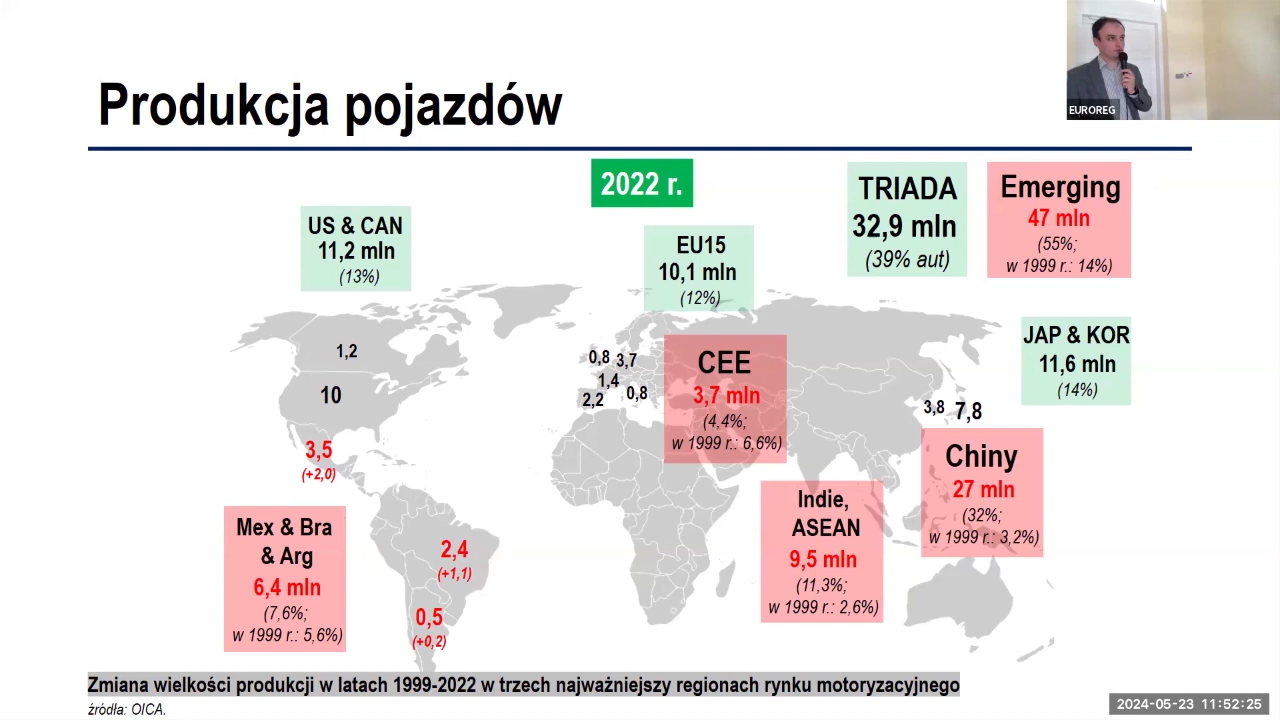 EUROREG
Produkcja pojazdów
2022 r.
TRIADA
32,9 mln
(39% aut)
Emerging
47 mln
(55%;
w 1999 r.: 14%)
US & CAN
11,2 mln
(13%)
EU15
10,1 mln
(12%)
JAP & KOR
11,6 mln
(14%)
1,2
10
3,5
(+2,0)
0,8
3,7
1,4
2,2
0,8
CEE
3,7 mln
(4,4%;
w 1999 r.: 6,6%)
3,8
7,8
Chiny
27 mln
(32%;
w 1999 r.: 3,2%)
Indie,
ASEAN
9,5 mln
(11,3%;
w 1999 r.: 2,6%)
Mex & Bra
& Arg
6,4 mln
(7,6%;
w 1999 r.: 5,6%)
2,4
(+1,1)
0,5
(+0,2)
Zmiana wielkości produkcji w latach 1999-2022 w trzech najważniejszy regionach rynku motoryzacyjnego
źródła: OICA.
2024-05-23 11:52:25